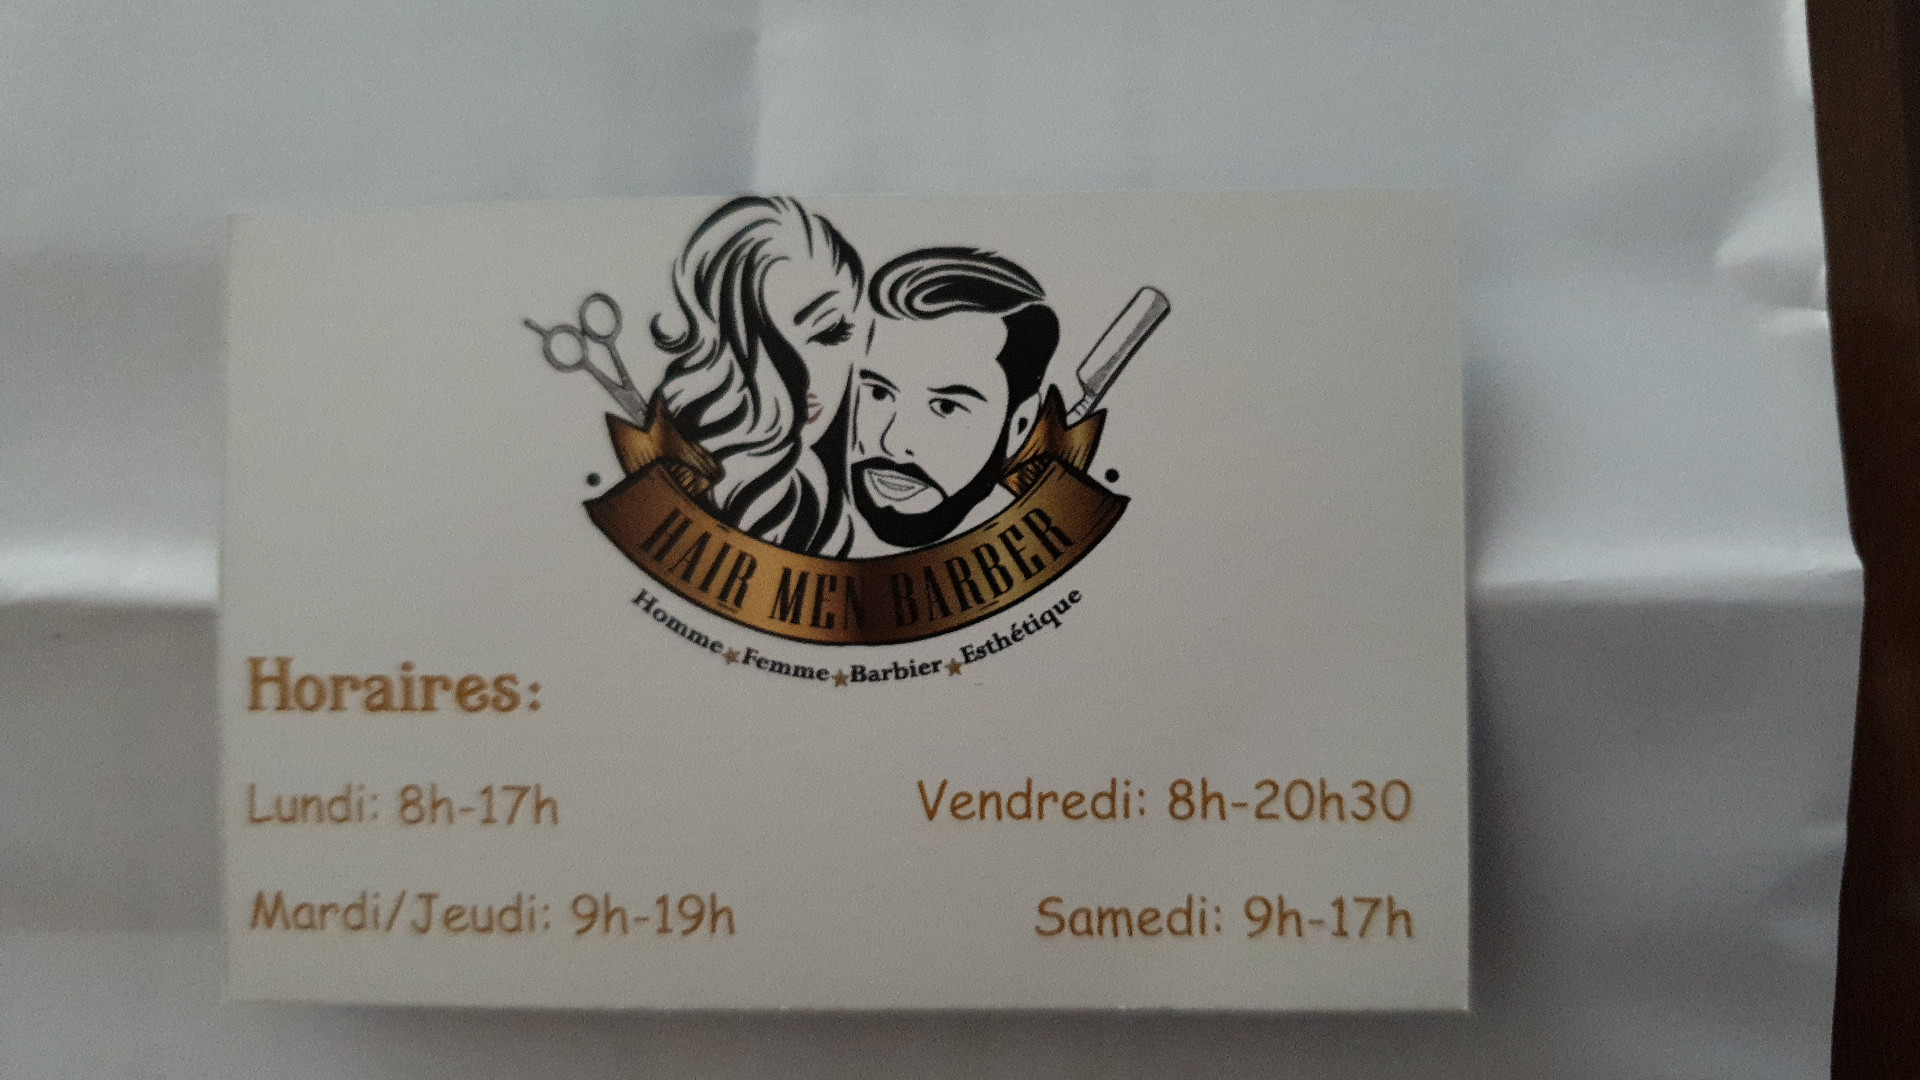 HAIR MEN BARBER
Homme★Femme★Barbier★Esthétique
Horaires:
Lundi: 8h-17h
Mardi/Jeudi: 9h-19h
Vendredi: 8h-20h30
Samedi: 9h-17h